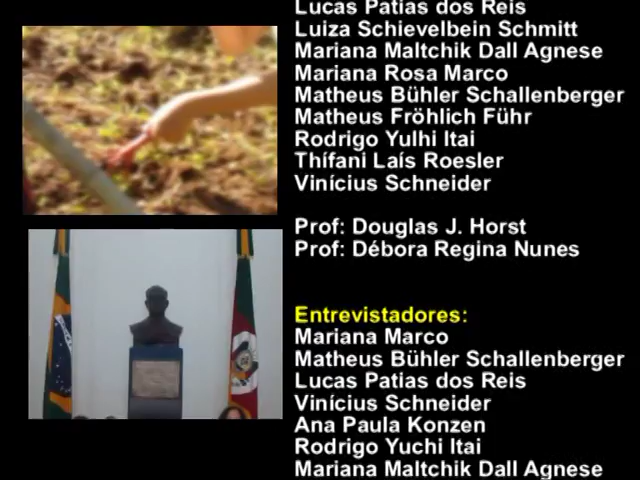 Lucas Patias dos Reis
Luiza Schievelbein Schmitt
Mariana Maltchik Dall Agnese
Mariana Rosa Marco
Matheus Bühler Schallenberger
Matheus Fröhlich Führ
Rodrigo Yulhi Itai
Thífani Laís Roesler
Vinícius Schneider
Prof: Douglas J. Horst
Prof: Débora Regina Nunes
Entrevistadores:
Mariana Marco
Matheus Bühler Schallenberger
Lucas Patias dos Reis
Vinícius Schneider
Ana Paula Konzen
Rodrigo Yuchi Itai
Mariana Maltchik Dall Agnese